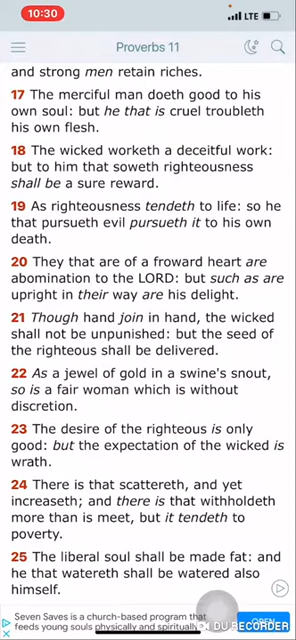 10:30
LTE
Proverbs 11
and strong men retain riches.
17 The merciful man doeth good to his
own soul: but he that is cruel troubleth
his own flesh.
18 The wicked worketh a deceitful work:
but to him that soweth righteousness
shall be a sure reward.
19 As righteousness tendeth to life: so he
that pursueth evil pursueth it to his own
death.
20 They that are of a froward heart are
abomination to the LORD: but such as are
upright in their way are his delight.
21 Though hand join in hand, the wicked
shall not be unpunished: but the seed of
the righteous shall be delivered.
22 As a jewel of gold in a swine's snout,
so is a fair woman which is without
discretion.
23 The desire of the righteous is only
good: but the expectation of the wicked is
wrath.
24 There is that scattereth, and yet
increaseth; and there is that withholdeth
more than is meet, but it tendeth to
poverty.
25 The liberal soul shall be made fat: and
he that watereth shall be watered also
himself.
Seven Saves is a church-based program that
feeds young souls physically and spiritually
OPEN
DU RECORDER